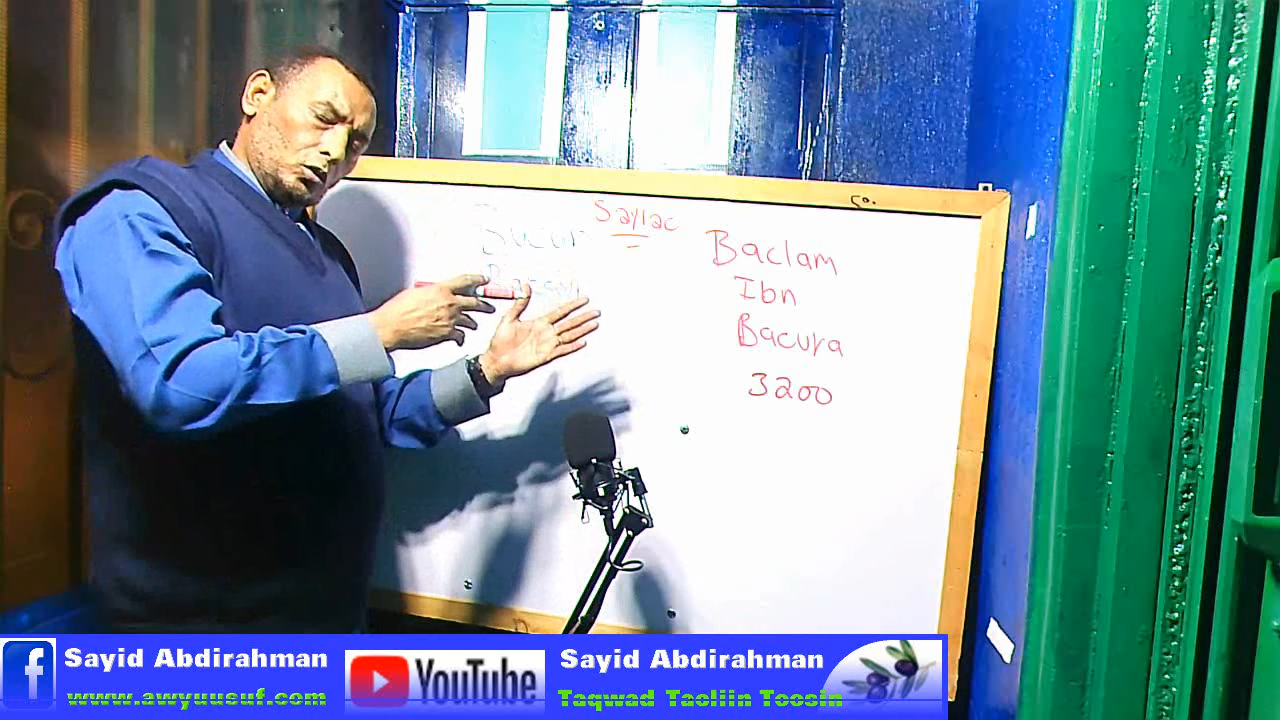 Saylac
Baclam
Ibn
Bacura
3200
Sayid Abdirahman
www.awyuusuf.com
YouTube
Sayid Abdirahman
Taqwad Taoliin Toosin